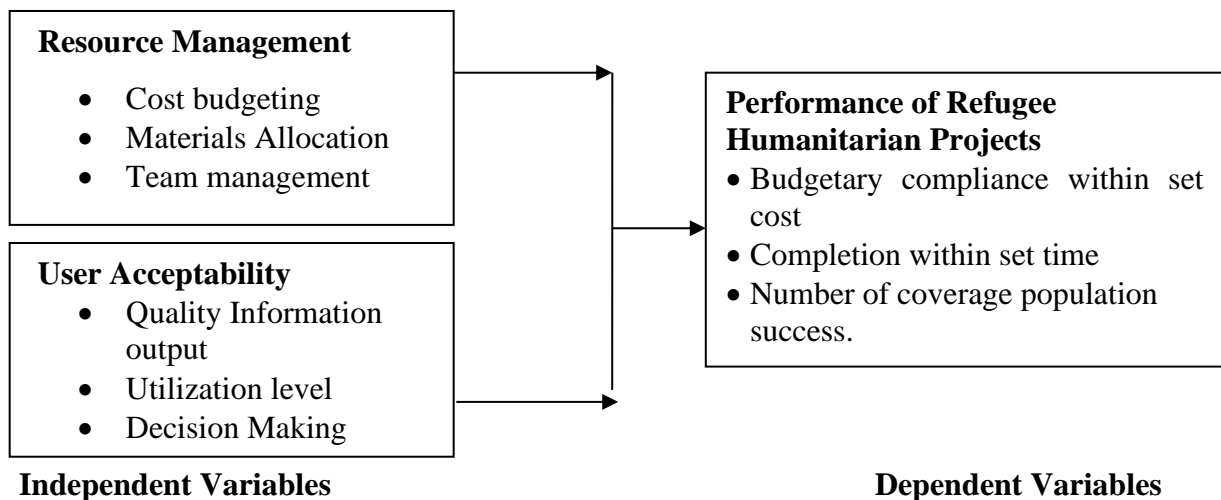 Resource Management
• Cost budgeting
• Materials Allocation
• Team management
User Acceptability
• Quality Information
output
• Utilization level
• Decision Making
Independent Variables
Performance of Refugee
Humanitarian Projects
• Budgetary compliance within set
cost
• Completion within set time
• Number of coverage population
success.
Dependent Variables